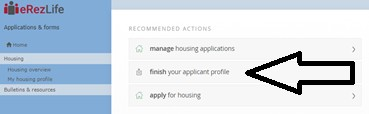 eRezLife
Applications & forms
Home
Housing
Housing overview
My housing profile
Bulletins & resources
RECOMMENDED ACTIONS
manage housing applications
finish your applicant profile
apply for housing